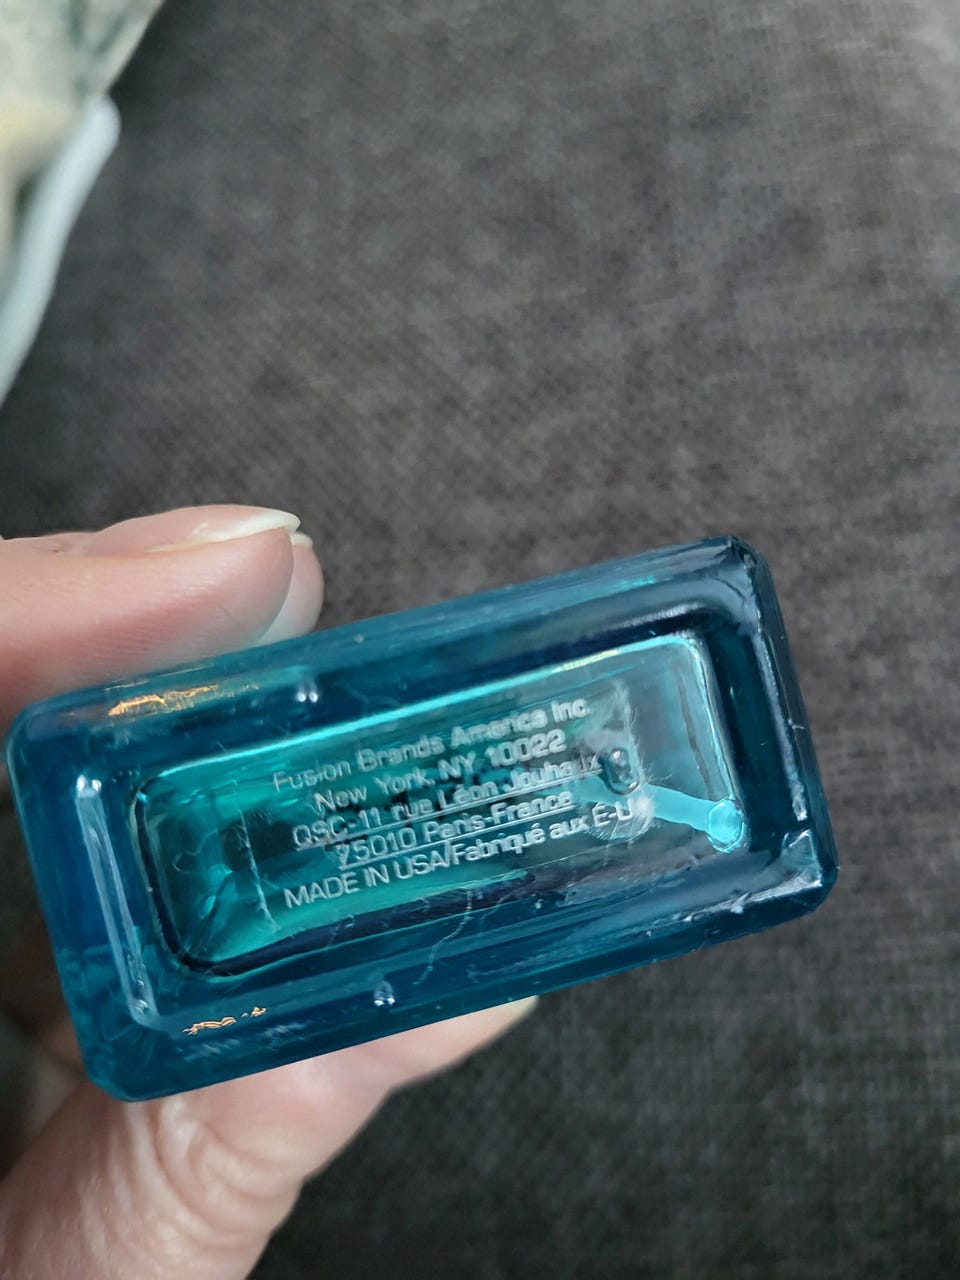 Fusion Brands America Inc.
New York, NY 10022
QSC-11 rue Léon Jouhaux
75010 Paris-France
MADE IN USA/Fabriqué aux É-U